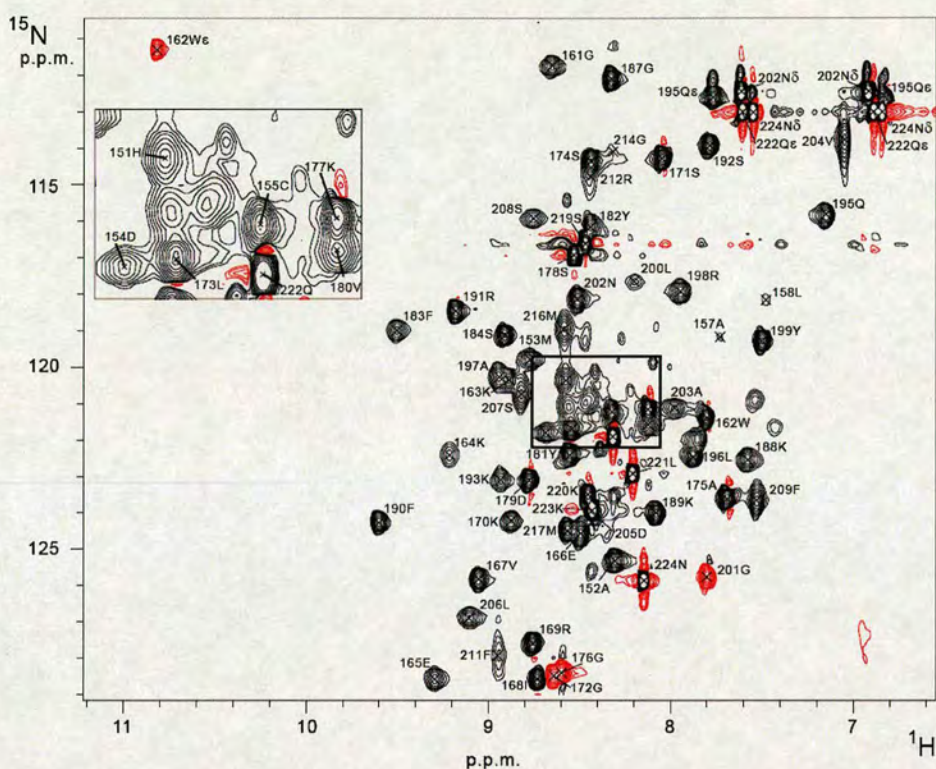 15N
p.p.m.
162Wε
161G
187G
195Qε
202Nδ
202Nδ
195Qε
224Nδ
222Qε
204V
224Nδ
222Qε
214G
192S
174S
171S
212R
151H
177K
155C
154D
173L
222Q
180V
115
208S
219S
182Y
195Q
178S
200L
198R
202N
158L
191R
183F
216M
184S
157A
199Y
153M
120
197A
163K
203A
207S
162W
164K
181Y
196L
188K
221L
193K
175A
179D
220K
209F
190F
223K
189K
170K
217M
205D
125
166E
224N
201G
167V
152A
206L
169R
211F
176G
165E
168I
172G
11
10
9
8
7
1H
p.p.m.